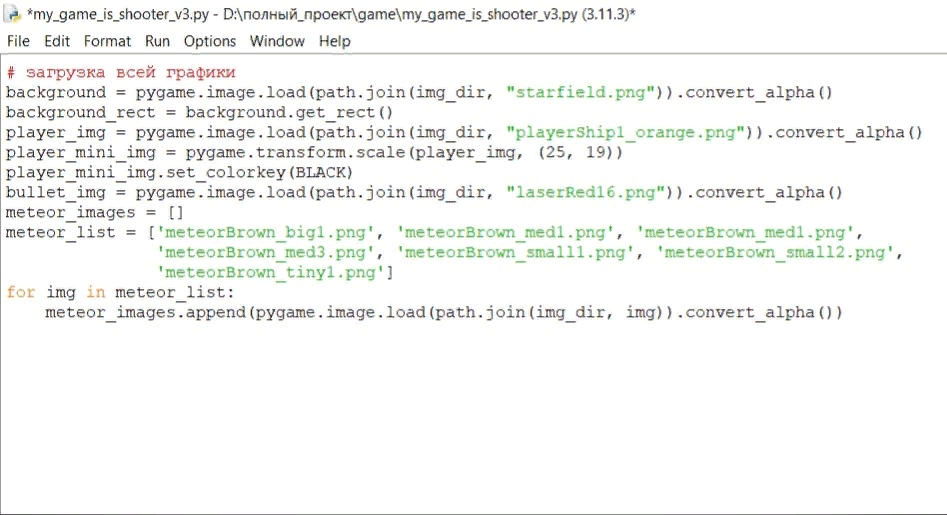 *my_game_is_shooter_v3.py - D:\полный_проект\game\my_game_is_shooter_v3.py (3.11.3)*
File Edit Format Run Options Window Help
# загрузка всей графики
background = pygame.image.load(path.join(img_dir, "starfield.png")).convert_alpha()
background_rect = background.get_rect()
player_img = pygame.image.load(path.join(img_dir, "playerShip1_orange.png")).convert_alpha()
player_mini_img = pygame.transform.scale(player_img, (25, 19))
player_mini_img.set_colorkey(BLACK)
bullet_img = pygame.image.load(path.join(img_dir, "laserRed16.png")).convert_alpha()
meteor_images = []
meteor_list = ['meteorBrown_big1.png', 'meteorBrown_med1.png', 'meteorBrown_med1.png',
'meteorBrown_med3.png', 'meteorBrown_small1.png', 'meteorBrown_small2.png',
'meteorBrown_tiny1.png']
for img in meteor_list:
    meteor_images.append(pygame.image.load(path.join(img_dir, img)).convert_alpha())